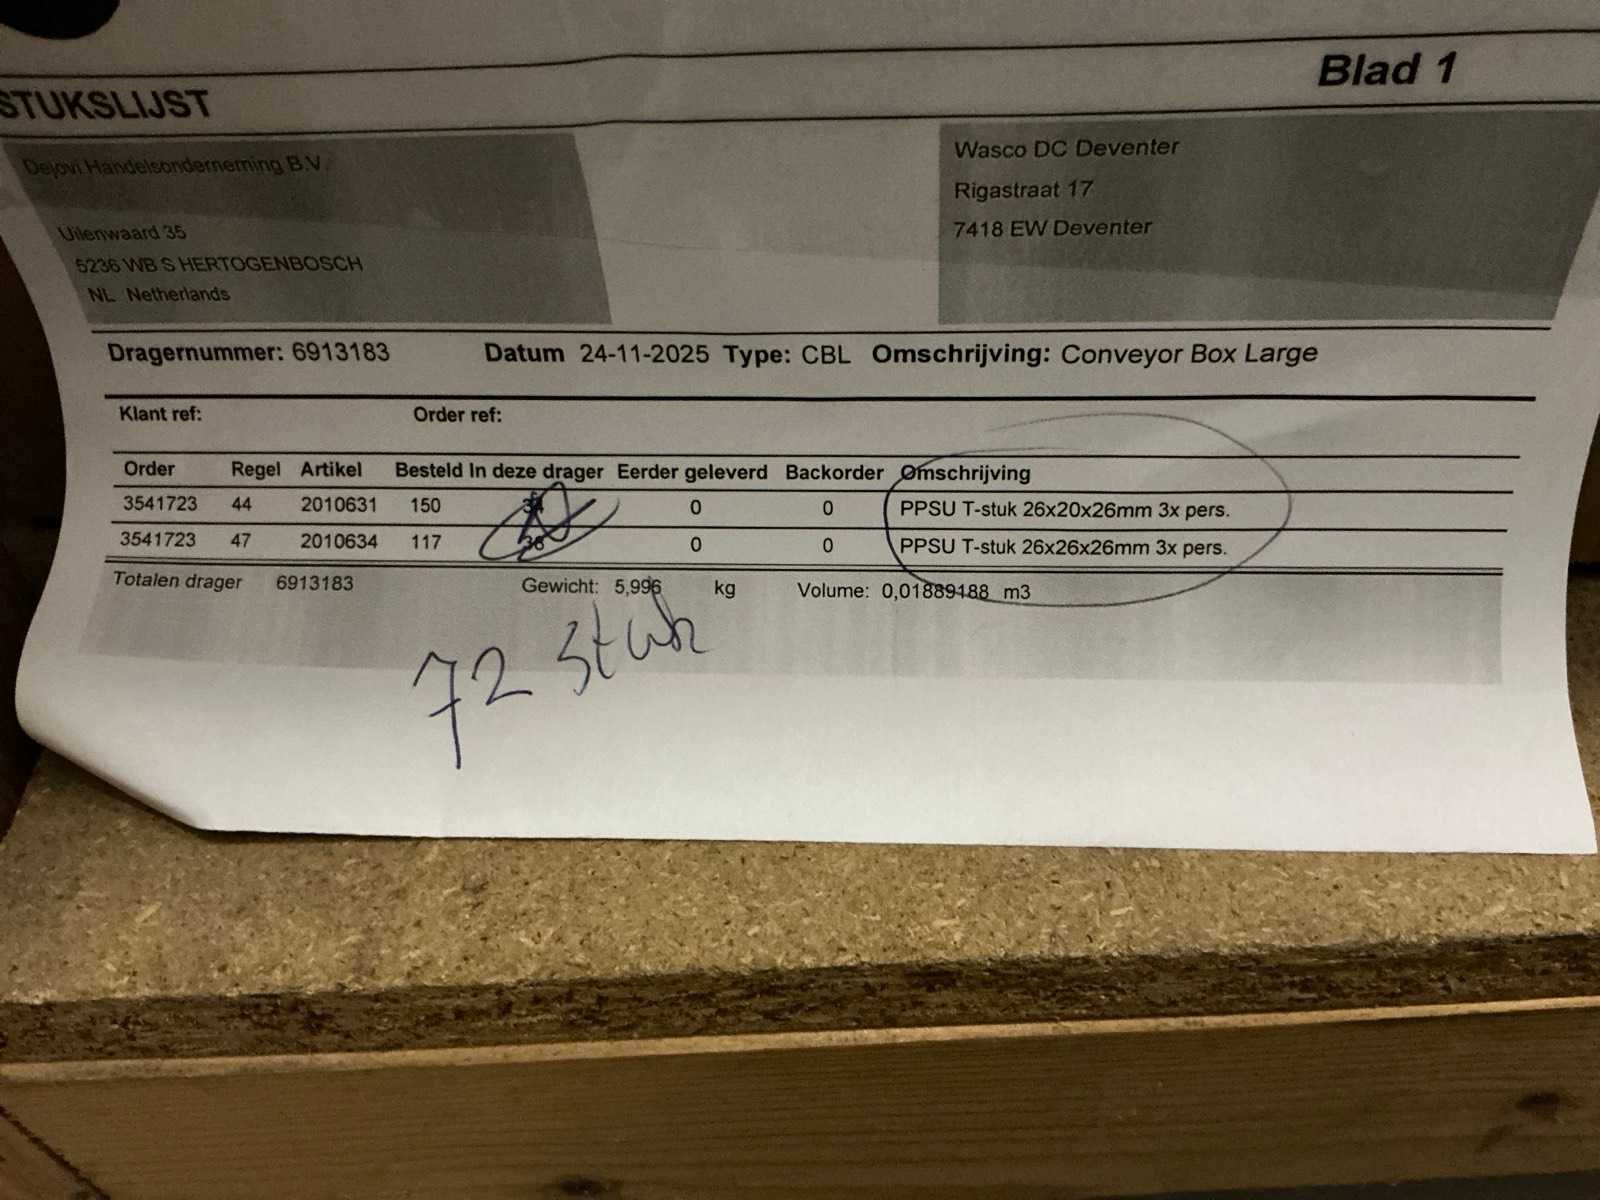 Blad 1
STUKSLIJST
Dejovi Handelsonderneming B.V.
Uilenwaard 35
5236 WB S HERTOGENBOSCH
NL Netherlands
Wasco DC Deventer
Rigastraat 17
7418 EW Deventer
Dragernummer: 6913183 Datum 24-11-2025 Type: CBL Omschrijving: Conveyor Box Large
Klant ref: Order ref:
Order Regel Artikel Besteld In deze drager Eerder geleverd Backorder Omschrijving
3541723 44 2010631 150 0 0 PPSU T-stuk 26x20x26mm 3x pers.
3541723 47 2010634 117 0 0 PPSU T-stuk 26x26x26mm 3x pers.
Totalen drager 6913183 Gewicht: 5,996 kg Volume: 0,01889188 m3
72 stuk